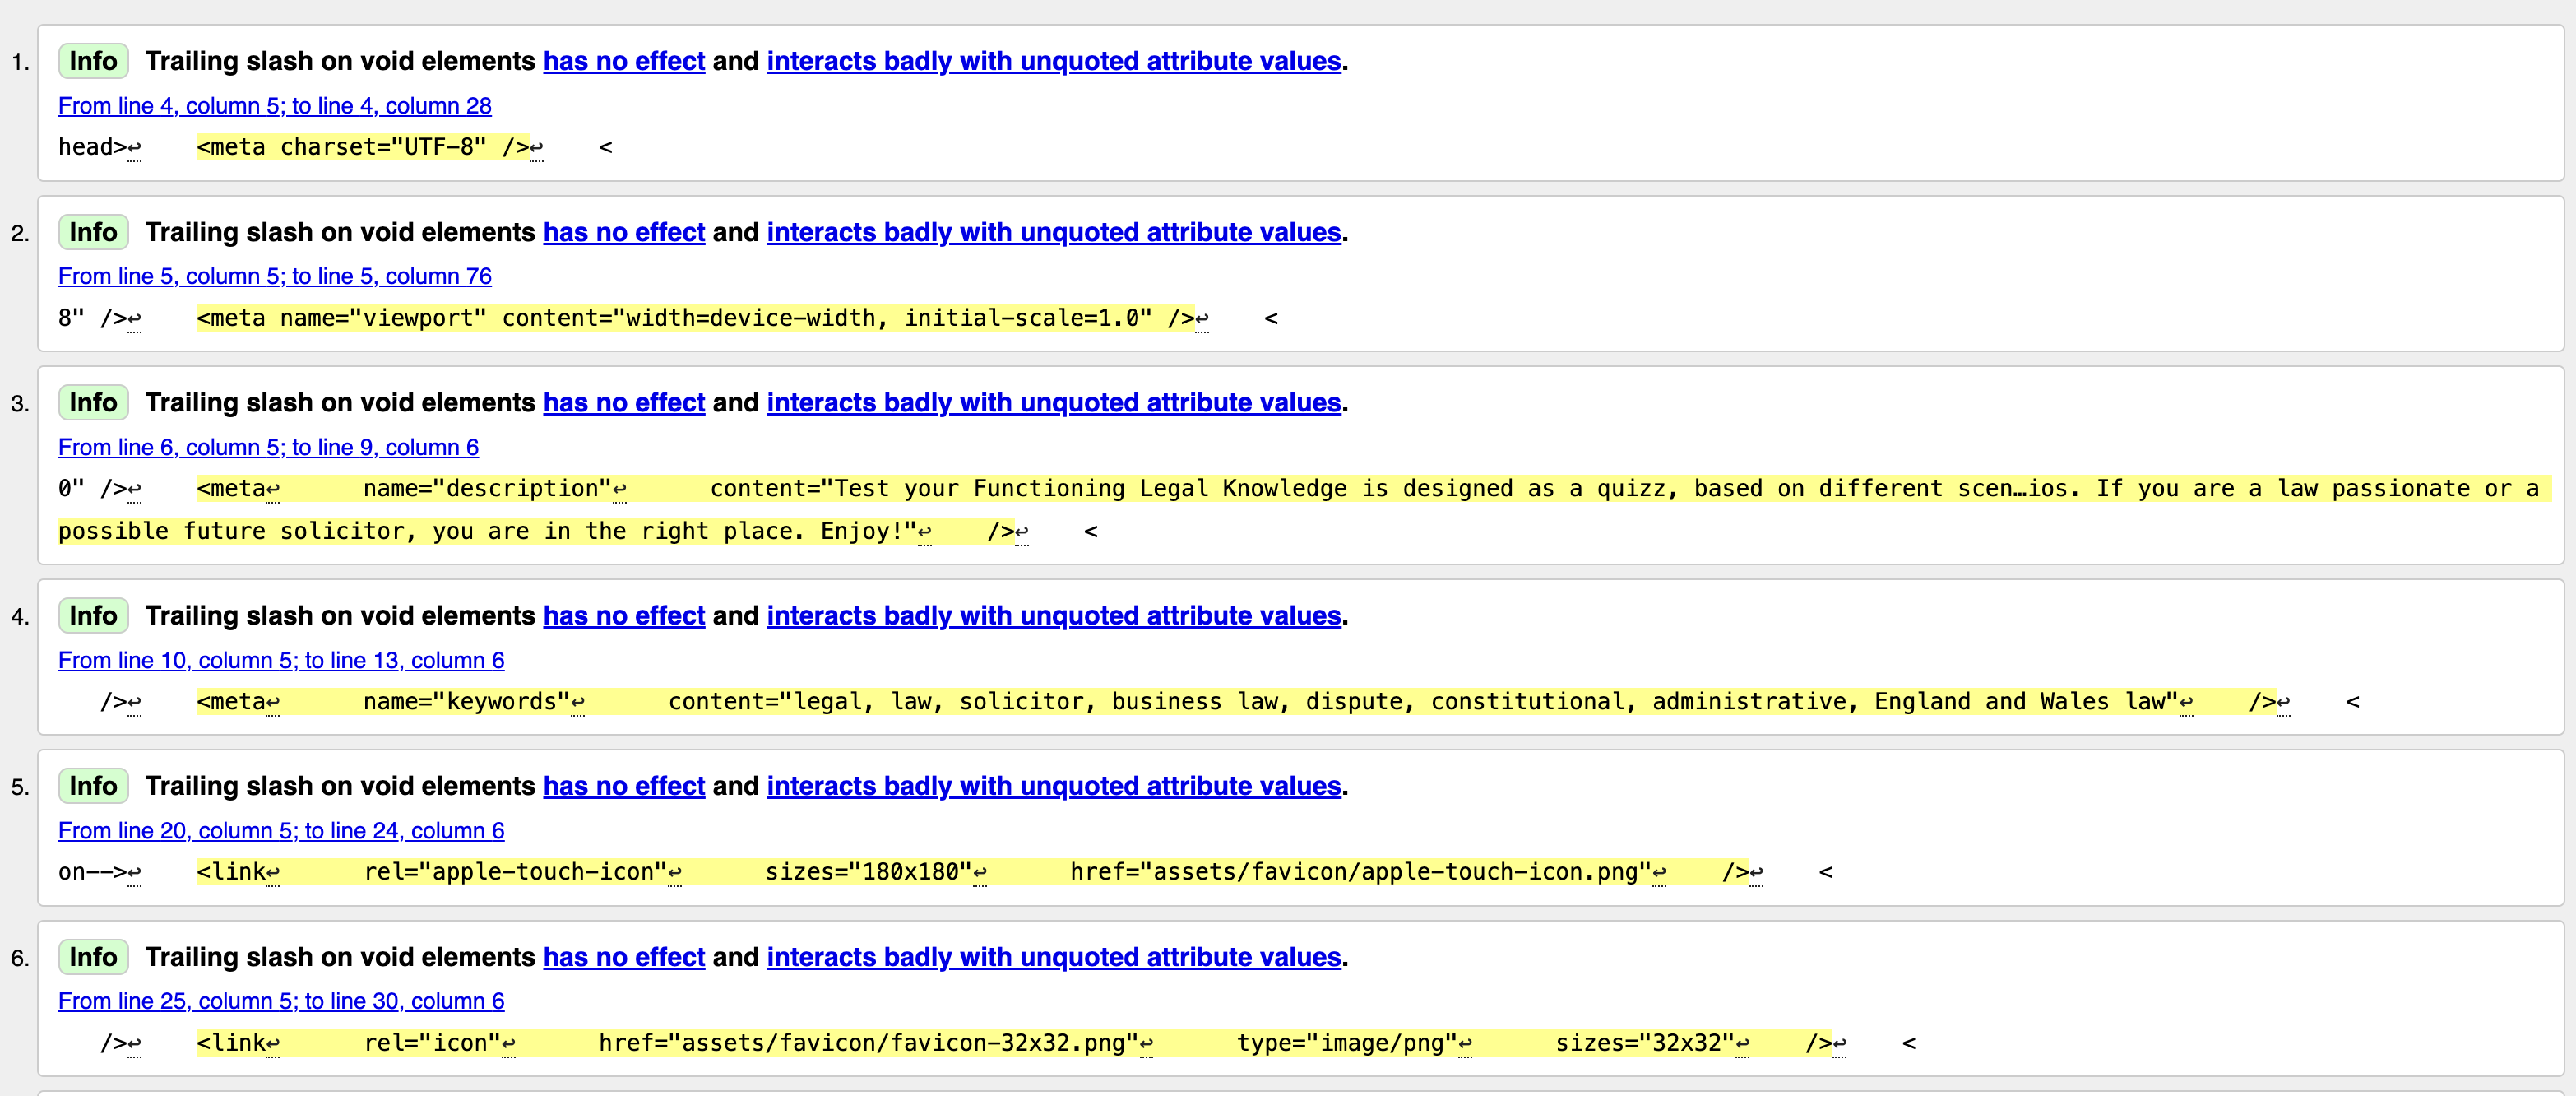 1. Info Trailing slash on void elements has no effect and interacts badly with unquoted attribute values.
From line 4, column 5; to line 4, column 28
head>↩    <meta charset="UTF-8" />↩    <
2. Info Trailing slash on void elements has no effect and interacts badly with unquoted attribute values.
From line 5, column 5; to line 5, column 76
8" />↩    <meta name="viewport" content="width=device-width, initial-scale=1.0" />↩    <
3. Info Trailing slash on void elements has no effect and interacts badly with unquoted attribute values.
From line 6, column 5; to line 9, column 6
0" />↩    <meta↩      name="description"↩      content="Test your Functioning Legal Knowledge is designed as a quizz, based on different scen…ios. If you are a law passionate or a
possible future solicitor, you are in the right place. Enjoy!"↩    />↩    <
4. Info Trailing slash on void elements has no effect and interacts badly with unquoted attribute values.
From line 10, column 5; to line 13, column 6
/>↩    <meta↩      name="keywords"↩      content="legal, law, solicitor, business law, dispute, constitutional, administrative, England and Wales law"↩    />↩    <
5. Info Trailing slash on void elements has no effect and interacts badly with unquoted attribute values.
From line 20, column 5; to line 24, column 6
on-->↩    <link↩      rel="apple-touch-icon"↩      sizes="180x180"↩      href="assets/favicon/apple-touch-icon.png"↩    />↩    <
6. Info Trailing slash on void elements has no effect and interacts badly with unquoted attribute values.
From line 25, column 5; to line 30, column 6
/>↩    <link↩      rel="icon"↩      href="assets/favicon/favicon-32x32.png"↩      type="image/png"↩      sizes="32x32"↩    />↩    <